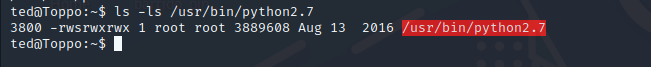 ted@Toppo:~$ ls -ls /usr/bin/python2.7
3800 -rwsrwxrwx 1 root root 3889608 Aug 13  2016 /usr/bin/python2.7
ted@Toppo:~$